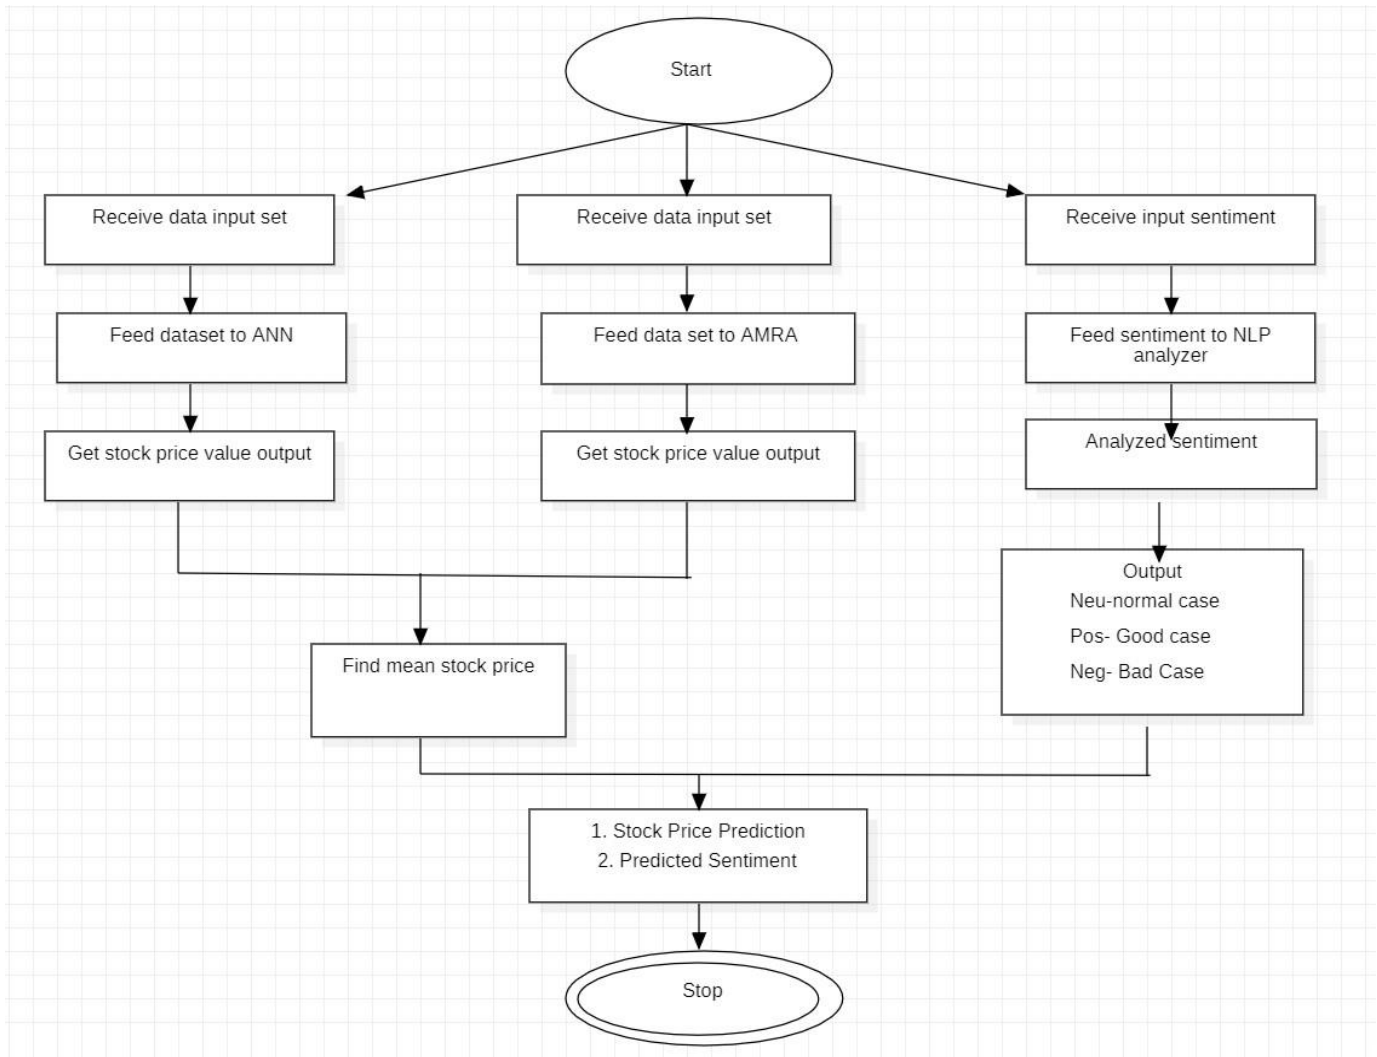 Start
Receive data input set
Receive data input set
Receive input sentiment
Feed dataset to ANN
Feed data set to AMRA
Feed sentiment to NLP
analyzer
Get stock price value output
Get stock price value output
Analyzed sentiment
Output
Neu-normal case
Pos- Good case
Neg- Bad Case
Find mean stock price
1. Stock Price Prediction
2. Predicted Sentiment
Stop